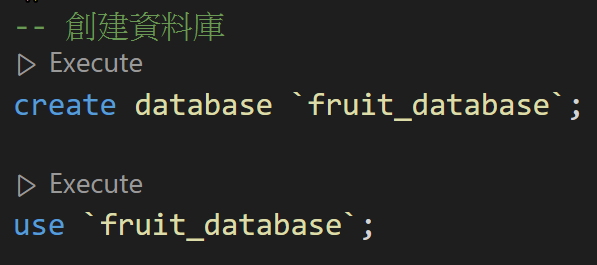 -- 創建資料庫
▷ Execute
create database `fruit_database`;
▷ Execute
use `fruit_database`;